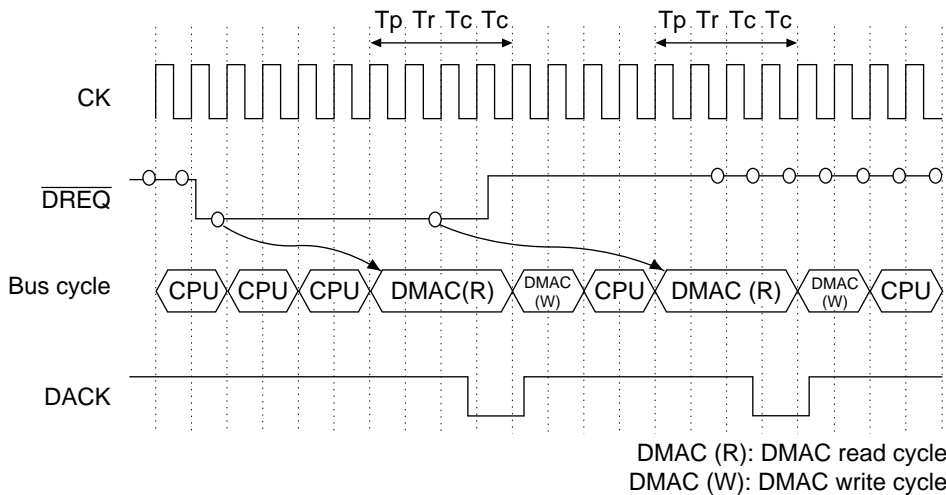 Tp Tr Tc Tc Tp Tr Tc Tc
CK
DREQ
Bus cycle CPU CPU CPU DMAC(R) DMAC (W) CPU DMAC (R) DMAC (W) CPU
DACK
DMAC (R): DMAC read cycle
DMAC (W): DMAC write cycle